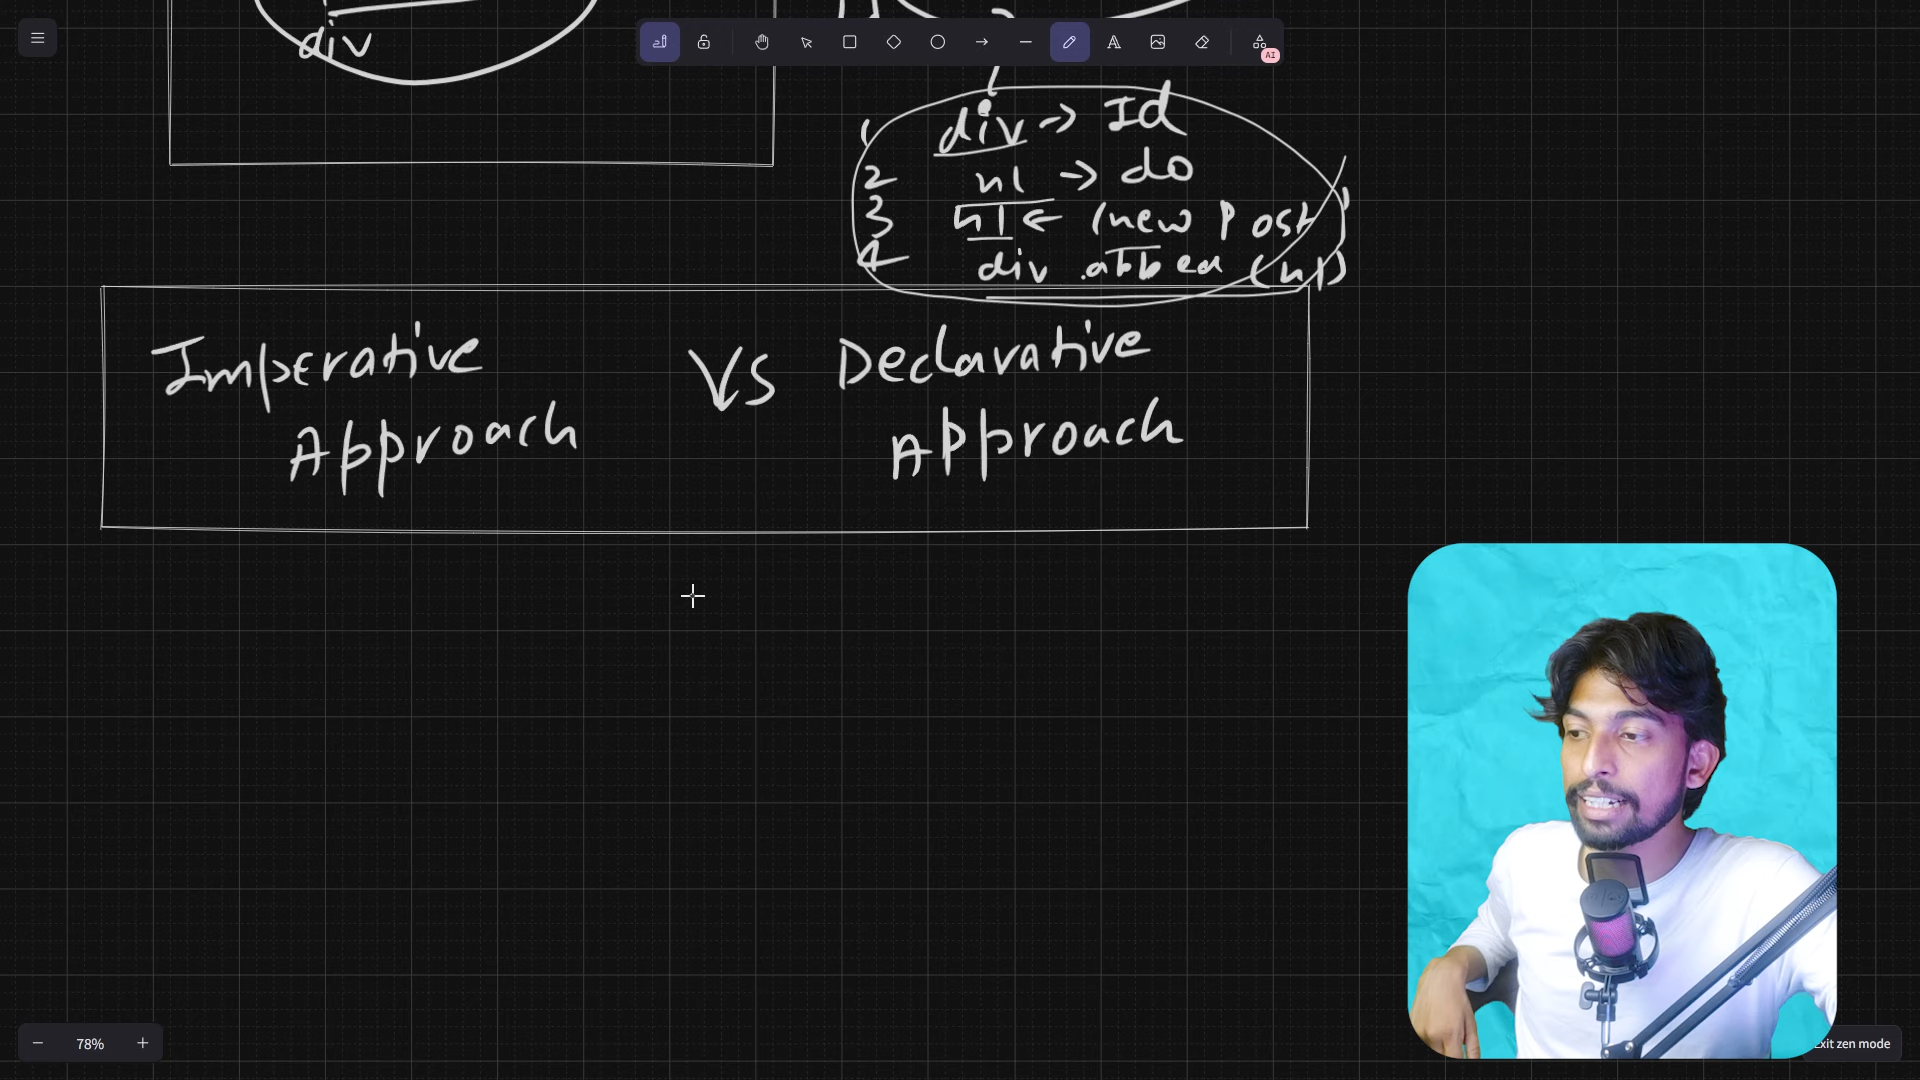 div
1 div -> Id
2 h1 -> do
3 h1 <- (new Post)
4 div .append (h1)
Imperative Approach
Vs
Declarative Approach
78%
Exit zen mode
AI